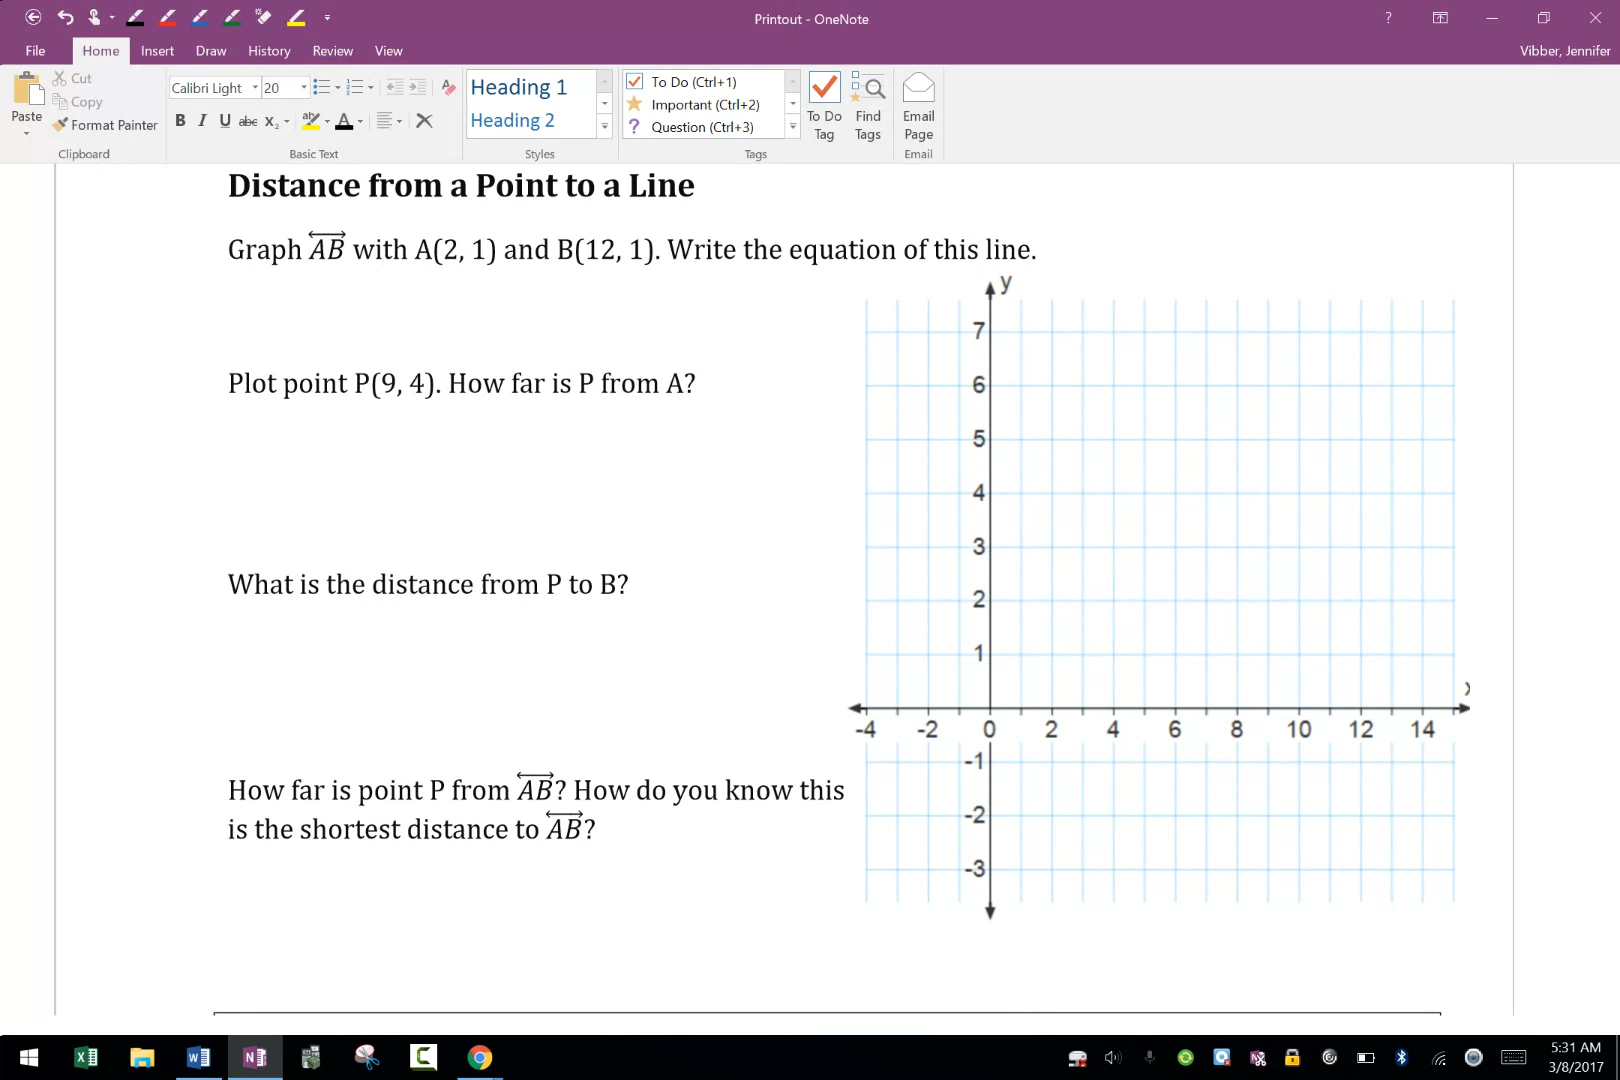 Printout - OneNote
?
File Home Insert Draw History Review View
Vibber, Jennifer
Paste
Cut
Copy
Format Painter
Clipboard
Calibri Light 20
B I U abc X₂ ab A
Basic Text
Heading 1
Heading 2
Styles
To Do (Ctrl+1)
Important (Ctrl+2)
? Question (Ctrl+3)
Tags
To Do
Tag
Find
Tags
Email
Page
Email
Distance from a Point to a Line
Graph AB with A(2, 1) and B(12, 1). Write the equation of this line.
Plot point P(9, 4). How far is P from A?
What is the distance from P to B?
How far is point P from AB? How do you know this
is the shortest distance to AB?
y
7
6
5
4
3
2
1
-4 -2 0 2 4 6 8 10 12 14
-1
-2
-3
5:31 AM
3/8/2017